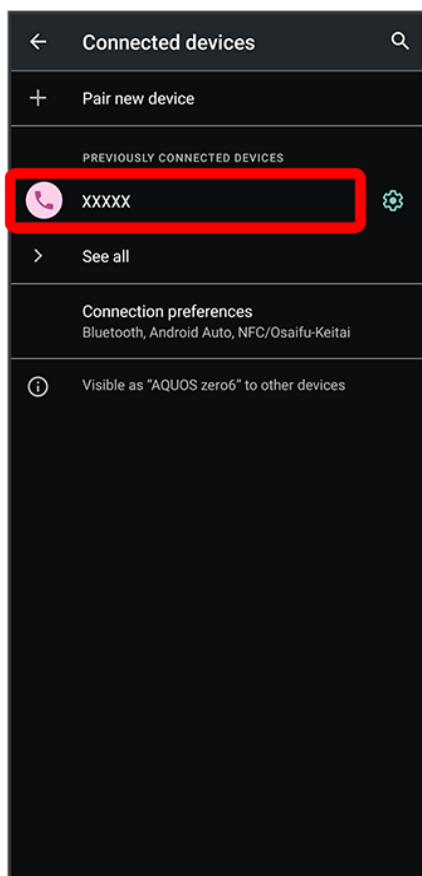 Connected devices
Pair new device
PREVIOUSLY CONNECTED DEVICES
XXXXX
See all
Connection preferences
Bluetooth, Android Auto, NFC/Osaifu-Keitai
Visible as “AQUOS zero6” to other devices